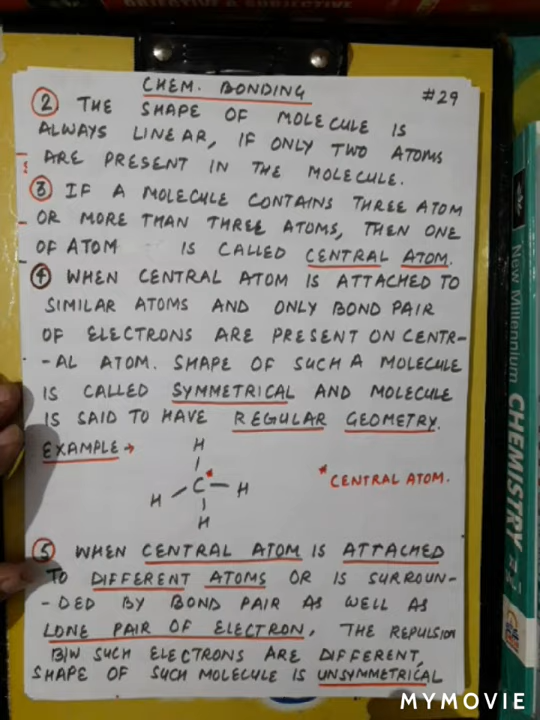 OBJECTIVE & SUBJECTIVE
CHEM. BONDING
#29
② THE SHAPE OF MOLECULE IS
ALWAYS LINEAR, IF ONLY TWO ATOMS
ARE PRESENT IN THE MOLECULE.
③ IF A MOLECULE CONTAINS THREE ATOM
OR MORE THAN THREE ATOMS, THEN ONE
OF ATOM IS CALLED CENTRAL ATOM.
④ WHEN CENTRAL ATOM IS ATTACHED TO
SIMILAR ATOMS AND ONLY BOND PAIR
OF ELECTRONS ARE PRESENT ON CENTR-
-AL ATOM. SHAPE OF SUCH A MOLECULE
IS CALLED SYMMETRICAL AND MOLECULE
IS SAID TO HAVE REGULAR GEOMETRY.
EXAMPLE →
H
H - C* - H
H
* CENTRAL ATOM.
⑤ WHEN CENTRAL ATOM IS ATTACHED
TO DIFFERENT ATOMS OR IS SURROUN-
-DED BY BOND PAIR AS WELL AS
LONE PAIR OF ELECTRON, THE REPULSION
B/W SUCH ELECTRONS ARE DIFFERENT,
SHAPE OF SUCH MOLECULE IS UNSYMMETRICAL
New Millennium CHEMISTRY
MYMOVIE